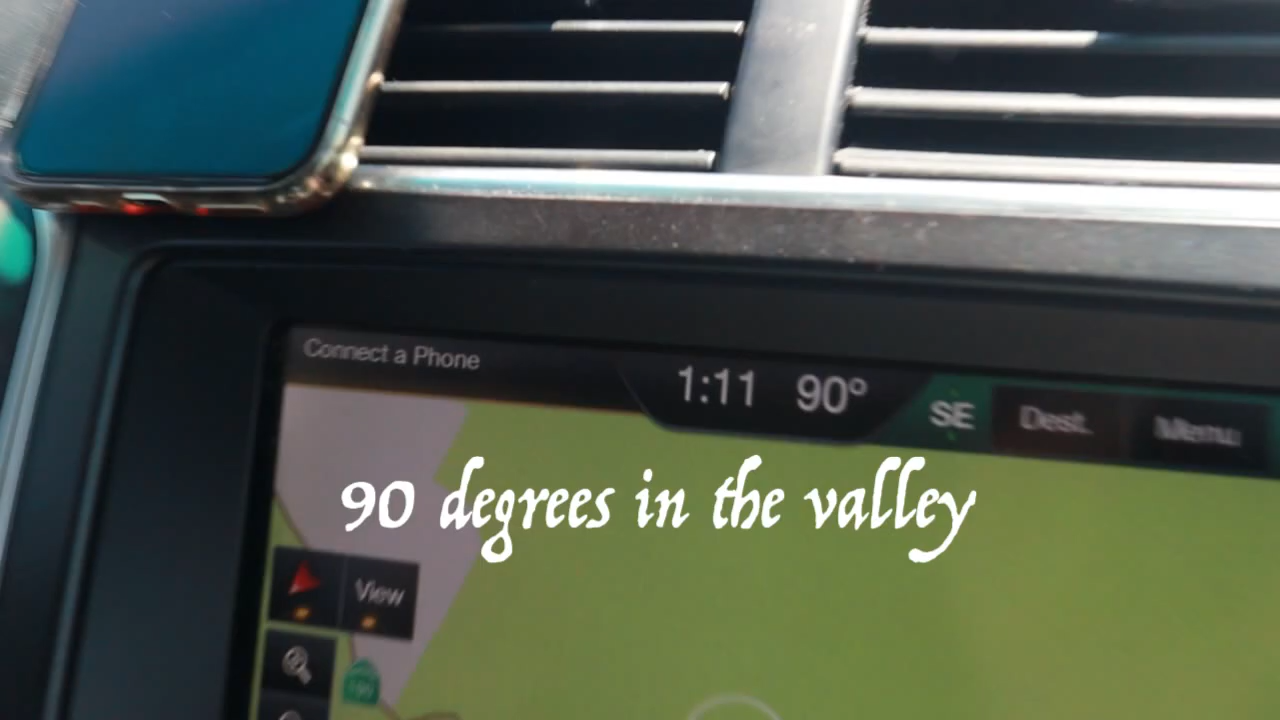 Connect a Phone
1:11 90°
SE
Dest.
Menu
90 degrees in the valley
View